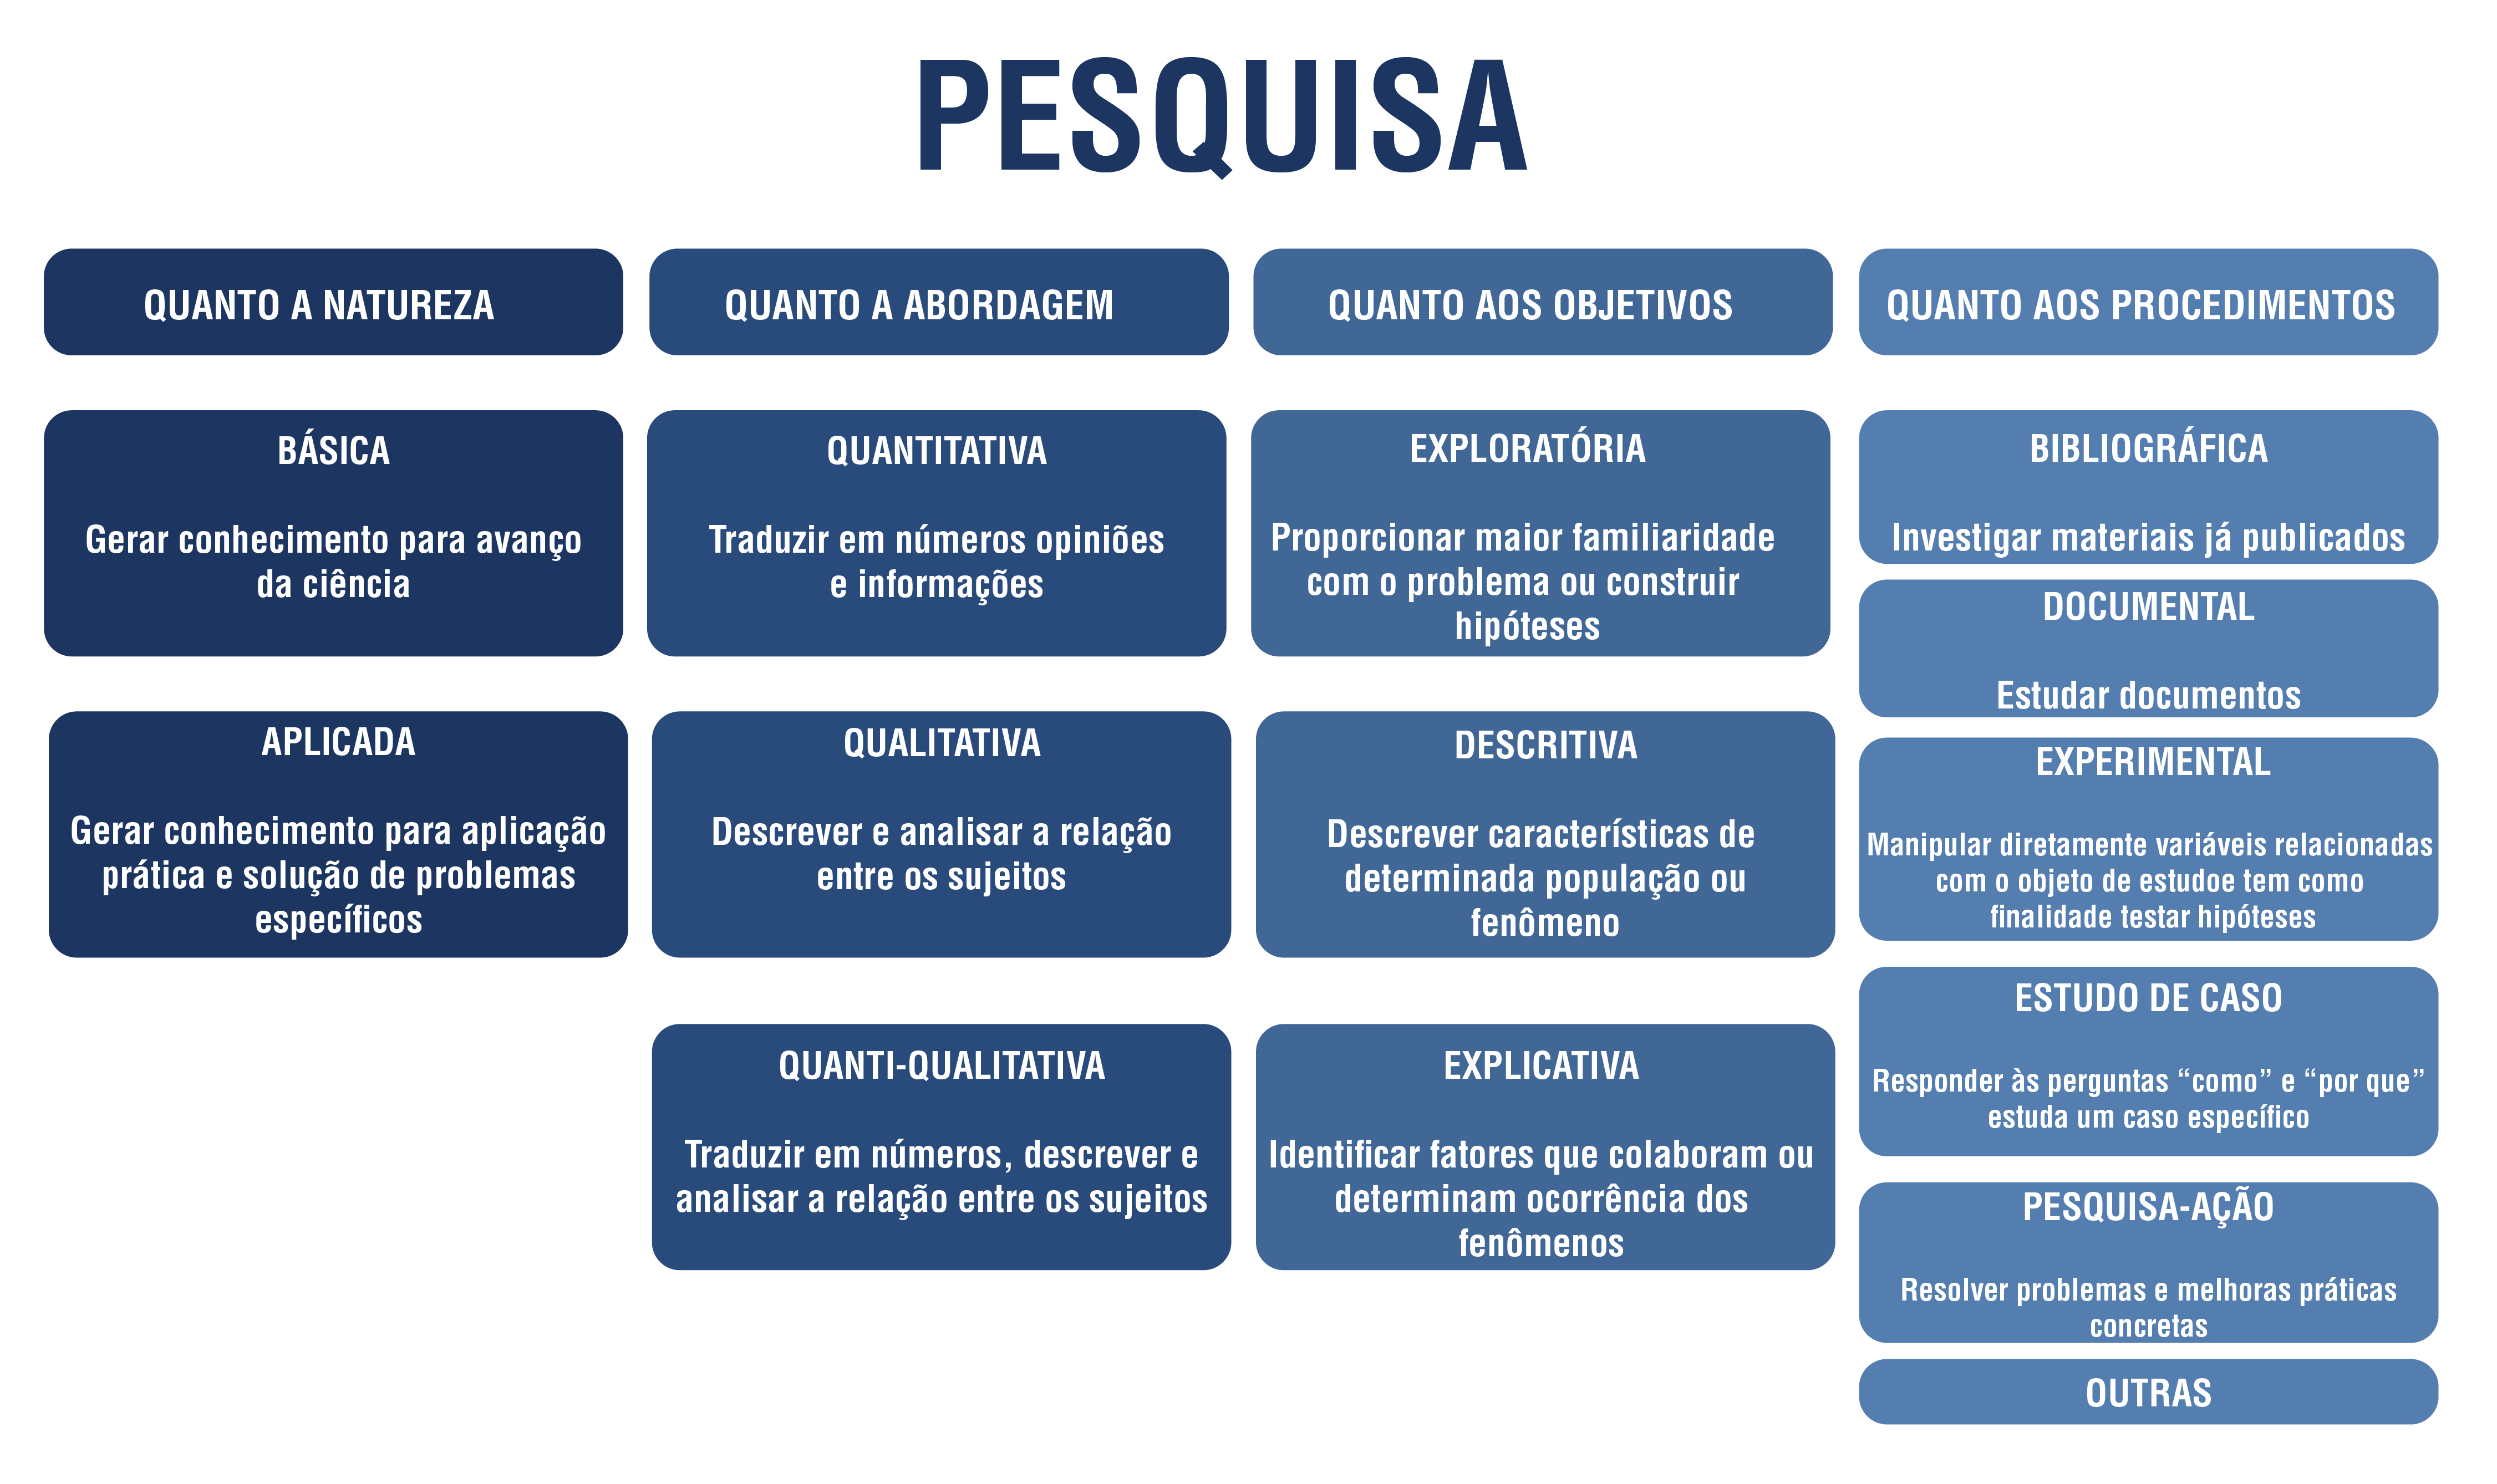 PESQUISA
QUANTO A NATUREZA
BÁSICA
Gerar conhecimento para avanço
da ciência
APLICADA
Gerar conhecimento para aplicação
prática e solução de problemas
específicos
QUANTO A ABORDAGEM
QUANTITATIVA
Traduzir em números opiniões
e informações
QUALITATIVA
Descrever e analisar a relação
entre os sujeitos
QUANTI-QUALITATIVA
Traduzir em números, descrever e
analisar a relação entre os sujeitos
QUANTO AOS OBJETIVOS
EXPLORATÓRIA
Proporcionar maior familiaridade
com o problema ou construir
hipóteses
DESCRITIVA
Descrever características de
determinada população ou
fenômeno
EXPLICATIVA
Identificar fatores que colaboram ou
determinam ocorrência dos
fenômenos
QUANTO AOS PROCEDIMENTOS
BIBLIOGRÁFICA
Investigar materiais já publicados
DOCUMENTAL
Estudar documentos
EXPERIMENTAL
Manipular diretamente variáveis relacionadas
com o objeto de estudoe tem como
finalidade testar hipóteses
ESTUDO DE CASO
Responder às perguntas “como” e “por que”
estuda um caso específico
PESQUISA-AÇÃO
Resolver problemas e melhoras práticas
concretas
OUTRAS